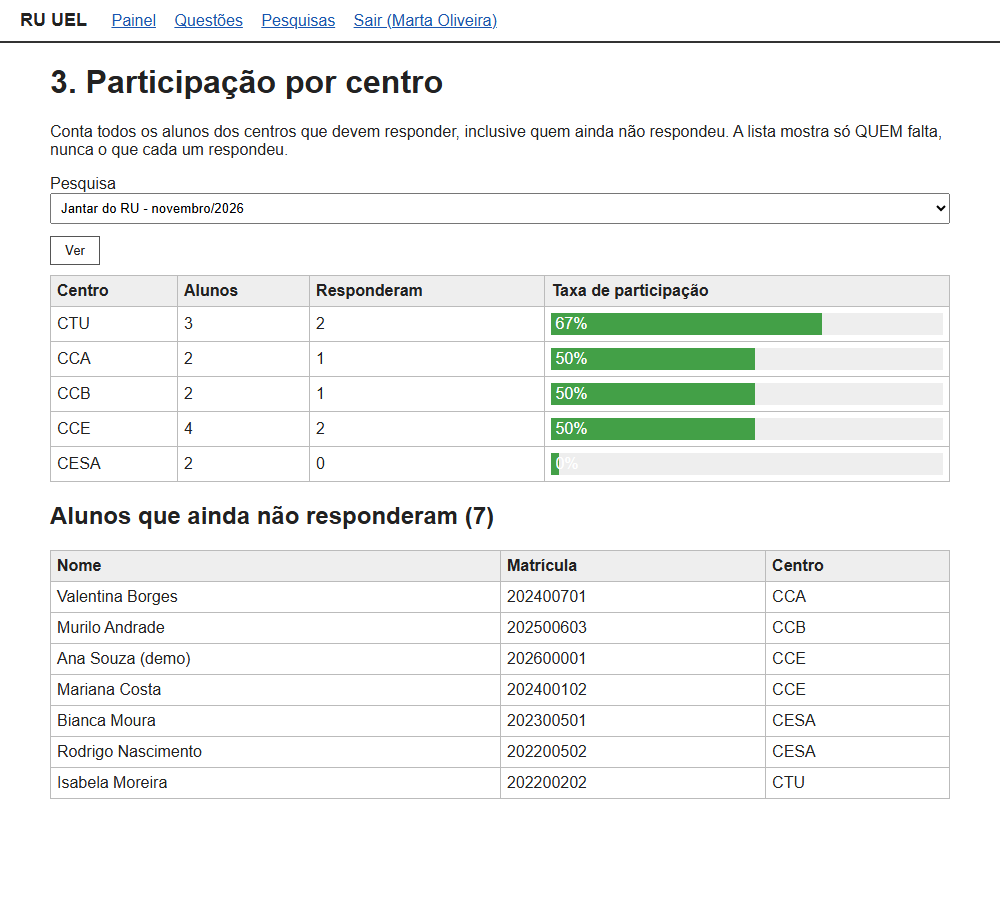 RU UEL Painel Questões Pesquisas Sair (Marta Oliveira)
3. Participação por centro
Conta todos os alunos dos centros que devem responder, inclusive quem ainda não respondeu. A lista mostra só QUEM falta,
nunca o que cada um respondeu.
Pesquisa
Jantar do RU - novembro/2026
Ver
Centro Alunos Responderam Taxa de participação
CTU 3 2 67%
CCA 2 1 50%
CCB 2 1 50%
CCE 4 2 50%
CESA 2 0 0%
Alunos que ainda não responderam (7)
Nome Matrícula Centro
Valentina Borges 202400701 CCA
Murilo Andrade 202500603 CCB
Ana Souza (demo) 202600001 CCE
Mariana Costa 202400102 CCE
Bianca Moura 202300501 CESA
Rodrigo Nascimento 202200502 CESA
Isabela Moreira 202200202 CTU